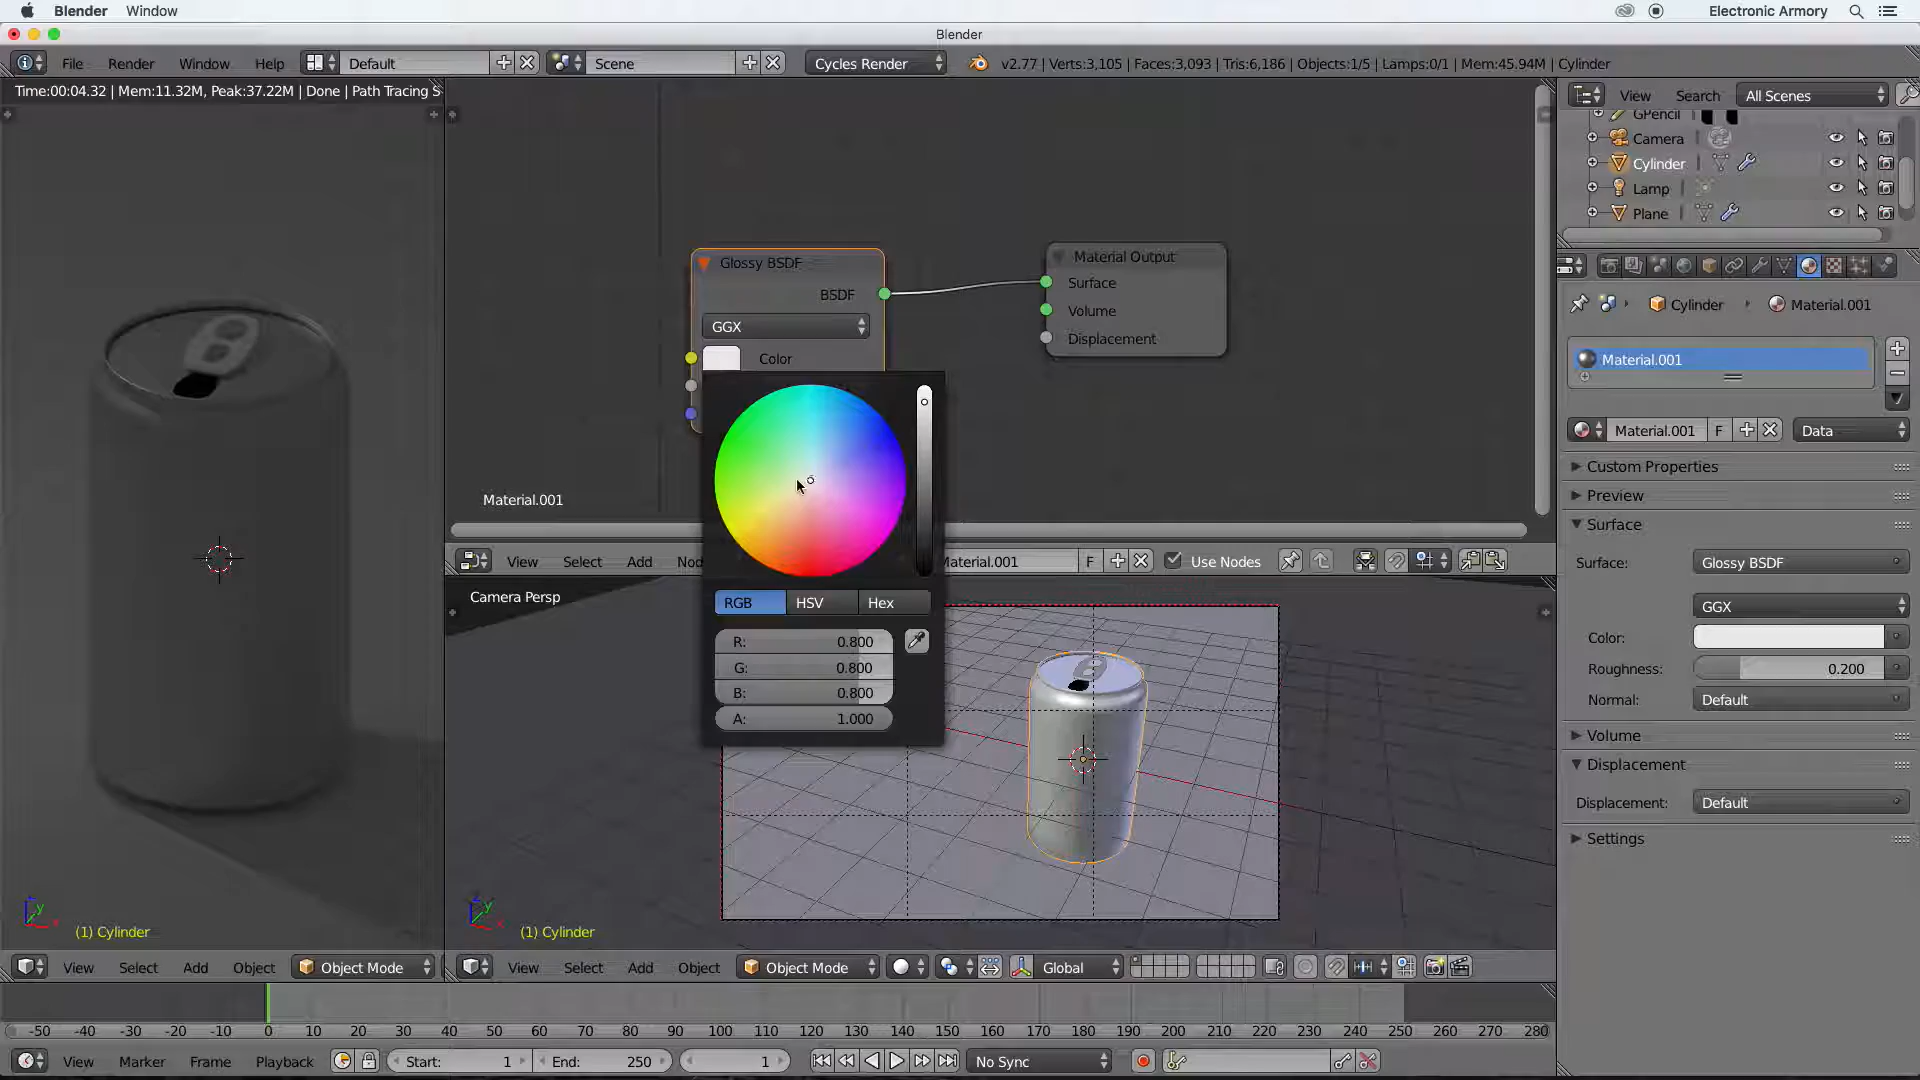 Blender Window
Electronic Armory
Blender
File Render Window Help Default Scene Cycles Render v2.77 | Verts:3,105 | Faces:3,093 | Tris:6,186 | Objects:1/5 | Lamps:0/1 | Mem:45.94M | Cylinder
Time:00:04.32 | Mem:11.32M, Peak:37.22M | Done | Path Tracing S
View Search All Scenes
GPencil
Camera
Cylinder
Lamp
Plane
Glossy BSDF
BSDF
GGX
Color
Material Output
Surface
Volume
Displacement
Material.001
RGB HSV Hex
R: 0.800
G: 0.800
B: 0.800
A: 1.000
View Select Add Nod Material.001 F Use Nodes
Camera Persp
(1) Cylinder
(1) Cylinder
Cylinder Material.001
Material.001
Material.001 F Data
Custom Properties
Preview
Surface
Surface: Glossy BSDF
GGX
Color:
Roughness: 0.200
Normal: Default
Volume
Displacement
Displacement: Default
Settings
View Select Add Object Object Mode
View Select Add Object Object Mode Global
-50 -40 -30 -20 -10 0 10 20 30 40 50 60 70 80 90 100 110 120 130 140 150 160 170 180 190 200 210 220 230 240 250 260 270 280
View Marker Frame Playback Start: 1 End: 250 1 No Sync